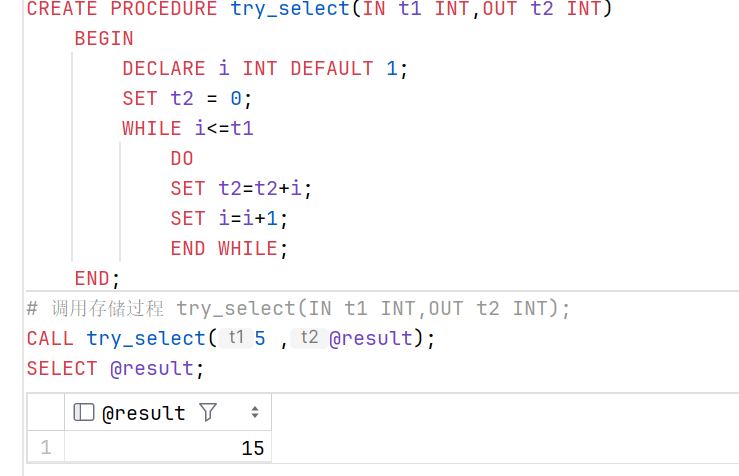 CREATE PROCEDURE try_select(IN t1 INT,OUT t2 INT)
BEGIN
DECLARE i INT DEFAULT 1;
SET t2 = 0;
WHILE i<=t1
DO
SET t2=t2+i;
SET i=i+1;
END WHILE;
END;
# 调用存储过程 try_select(IN t1 INT,OUT t2 INT);
CALL try_select( t1 5 , t2 @result);
SELECT @result;
@result
1 15